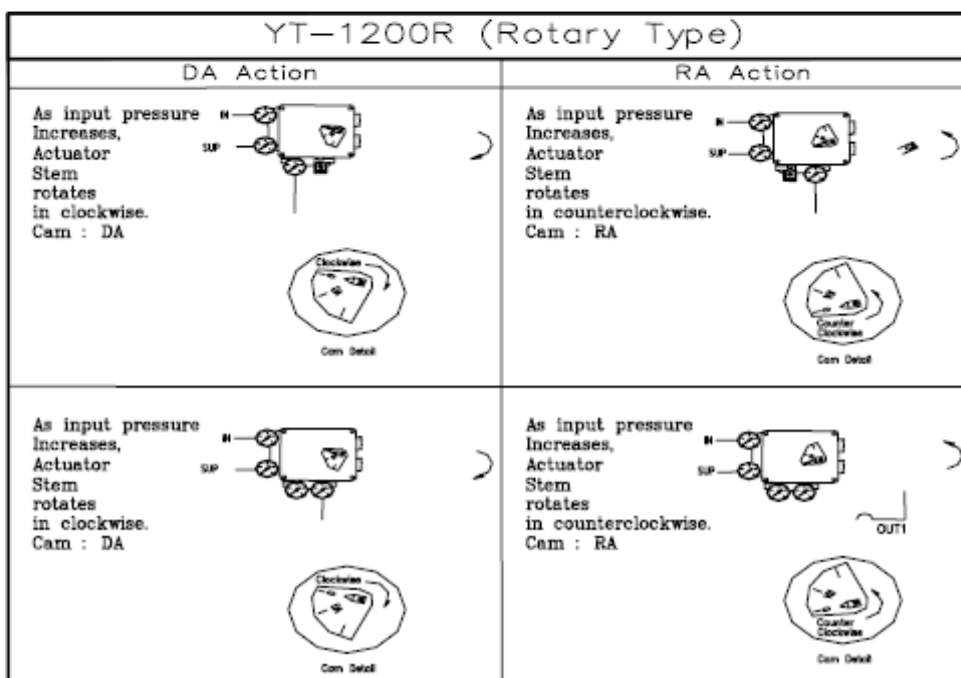 YT-1200R (Rotary Type)
DA Action
RA Action
As input pressure
Increases,
Actuator
Stem
rotates
in clockwise.
Cam : DA
IN
SUP
Clockwise
Cam Detail
As input pressure
Increases,
Actuator
Stem
rotates
in counterclockwise.
Cam : RA
IN
SUP
Counter
Clockwise
Cam Detail
As input pressure
Increases,
Actuator
Stem
rotates
in clockwise.
Cam : DA
IN
SUP
Clockwise
Cam Detail
As input pressure
Increases,
Actuator
Stem
rotates
in counterclockwise.
Cam : RA
IN
SUP
OUT1
Counter
Clockwise
Cam Detail